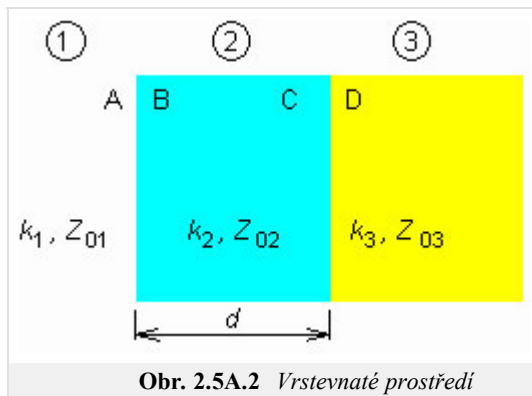 ① ② ③
A B C D
k₁, Z₀₁ k₂, Z₀₂ k₃, Z₀₃
d
Obr. 2.5A.2 Vrstevnaté prostředí